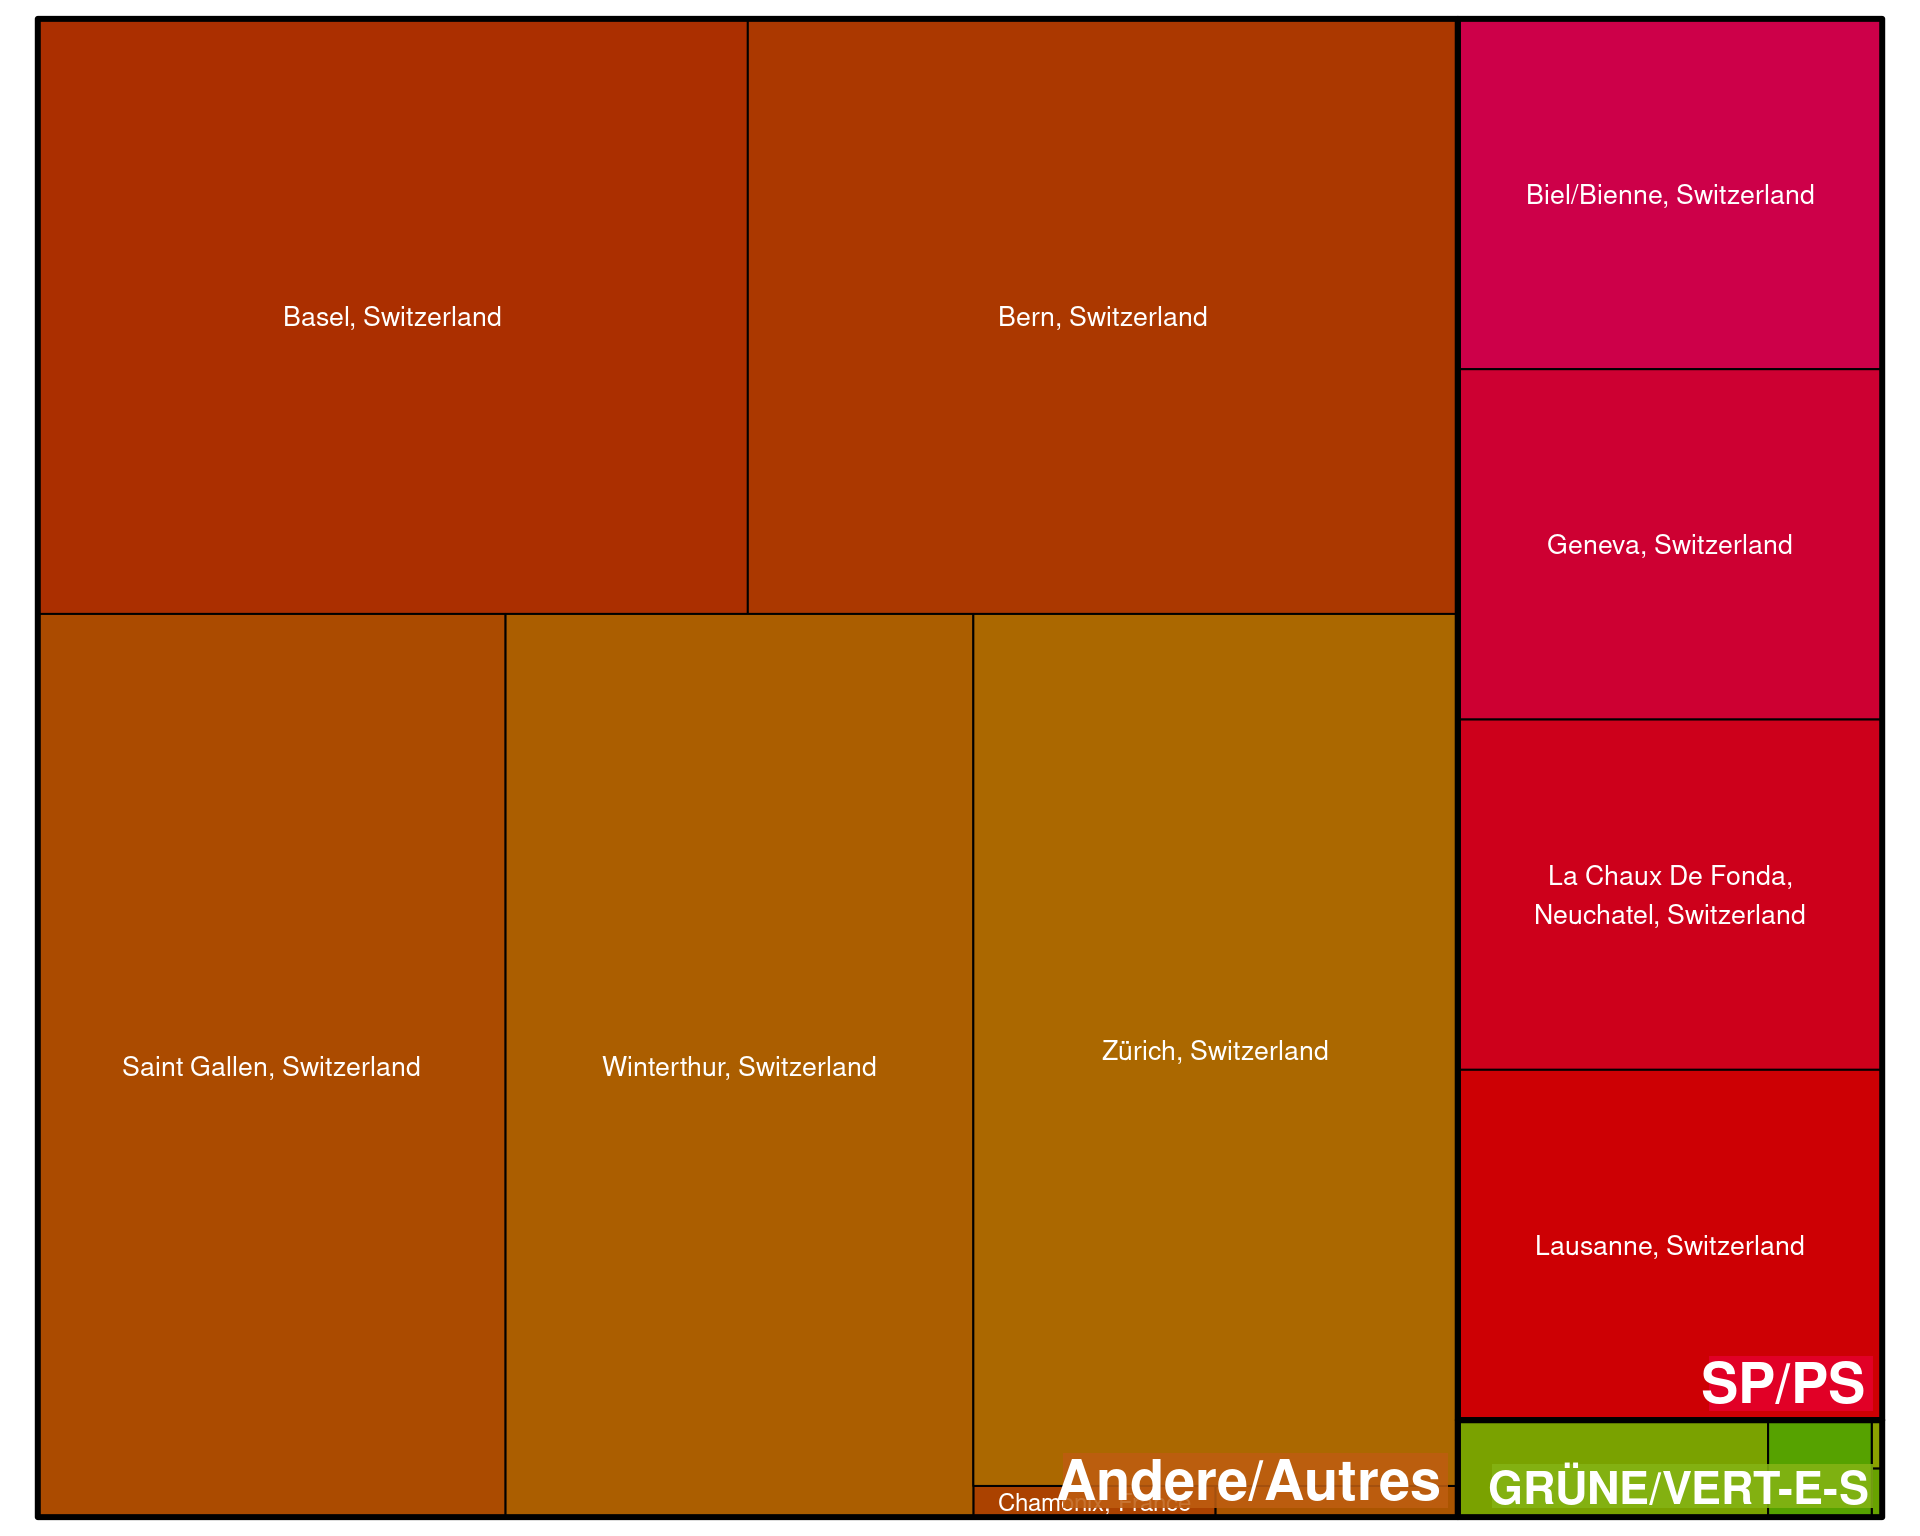 Basel, Switzerland
Bern, Switzerland
Biel/Bienne, Switzerland
Geneva, Switzerland
La Chaux De Fonda,
Neuchatel, Switzerland
Saint Gallen, Switzerland
Winterthur, Switzerland
Zürich, Switzerland
Lausanne, Switzerland
SP/PS
Chamonix, France
Andere/Autres
GRÜNE/VERT-E-S